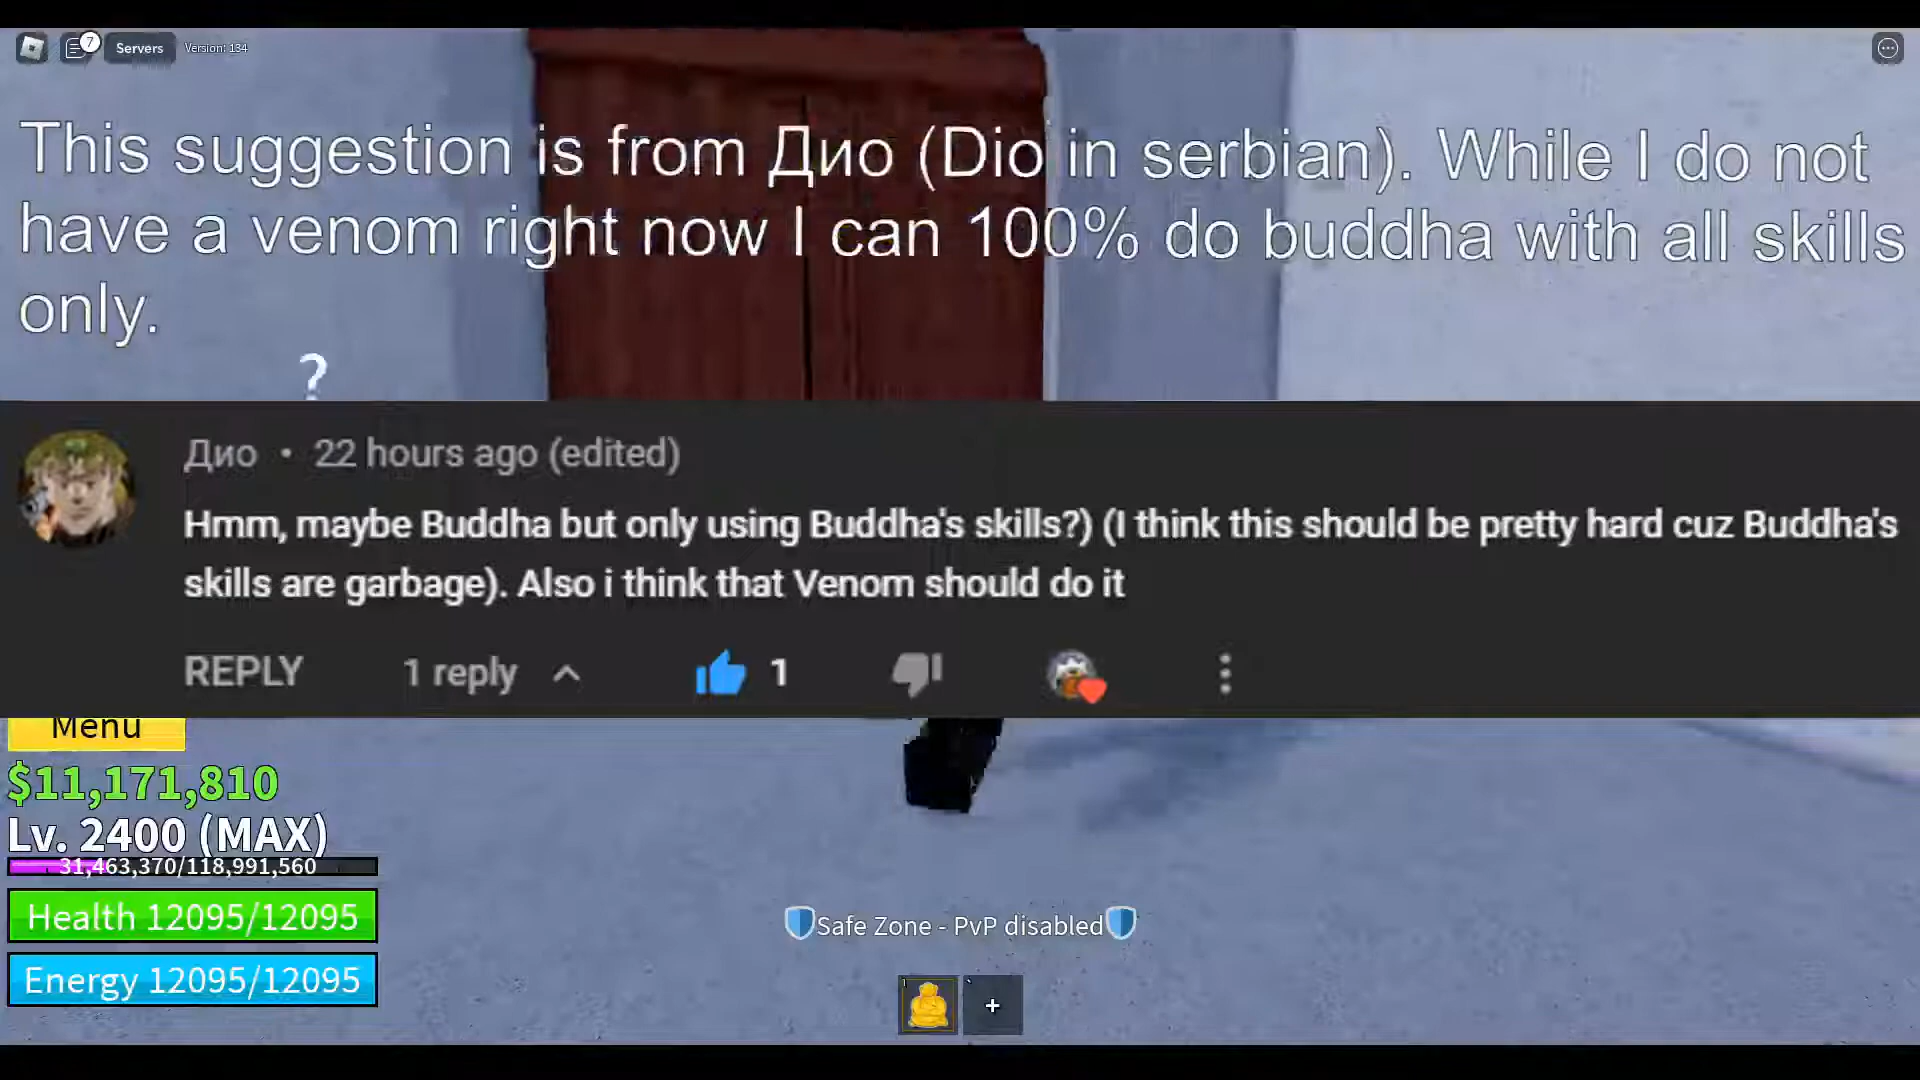 7
Servers
Version: 134
This suggestion is from Дио (Dio in serbian). While I do not
have a venom right now I can 100% do buddha with all skills
only.
?
Дио • 22 hours ago (edited)
Hmm, maybe Buddha but only using Buddha's skills?) (I think this should be pretty hard cuz Buddha's
skills are garbage). Also i think that Venom should do it
REPLY 1 reply 1
Menu
$11,171,810
Lv. 2400 (MAX)
31,463,370/118,991,560
Health 12095/12095
Energy 12095/12095
Safe Zone - PvP disabled
1
+